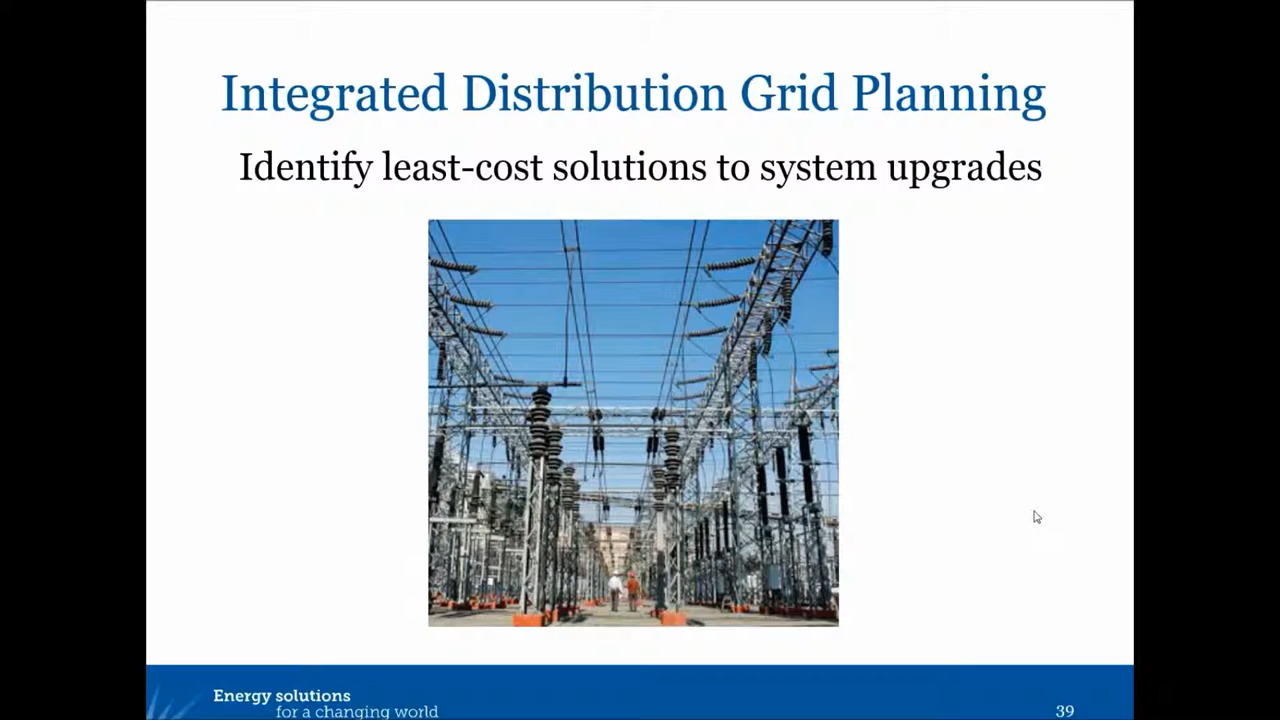 Integrated Distribution Grid Planning
Identify least-cost solutions to system upgrades
Energy solutions
for a changing world
39